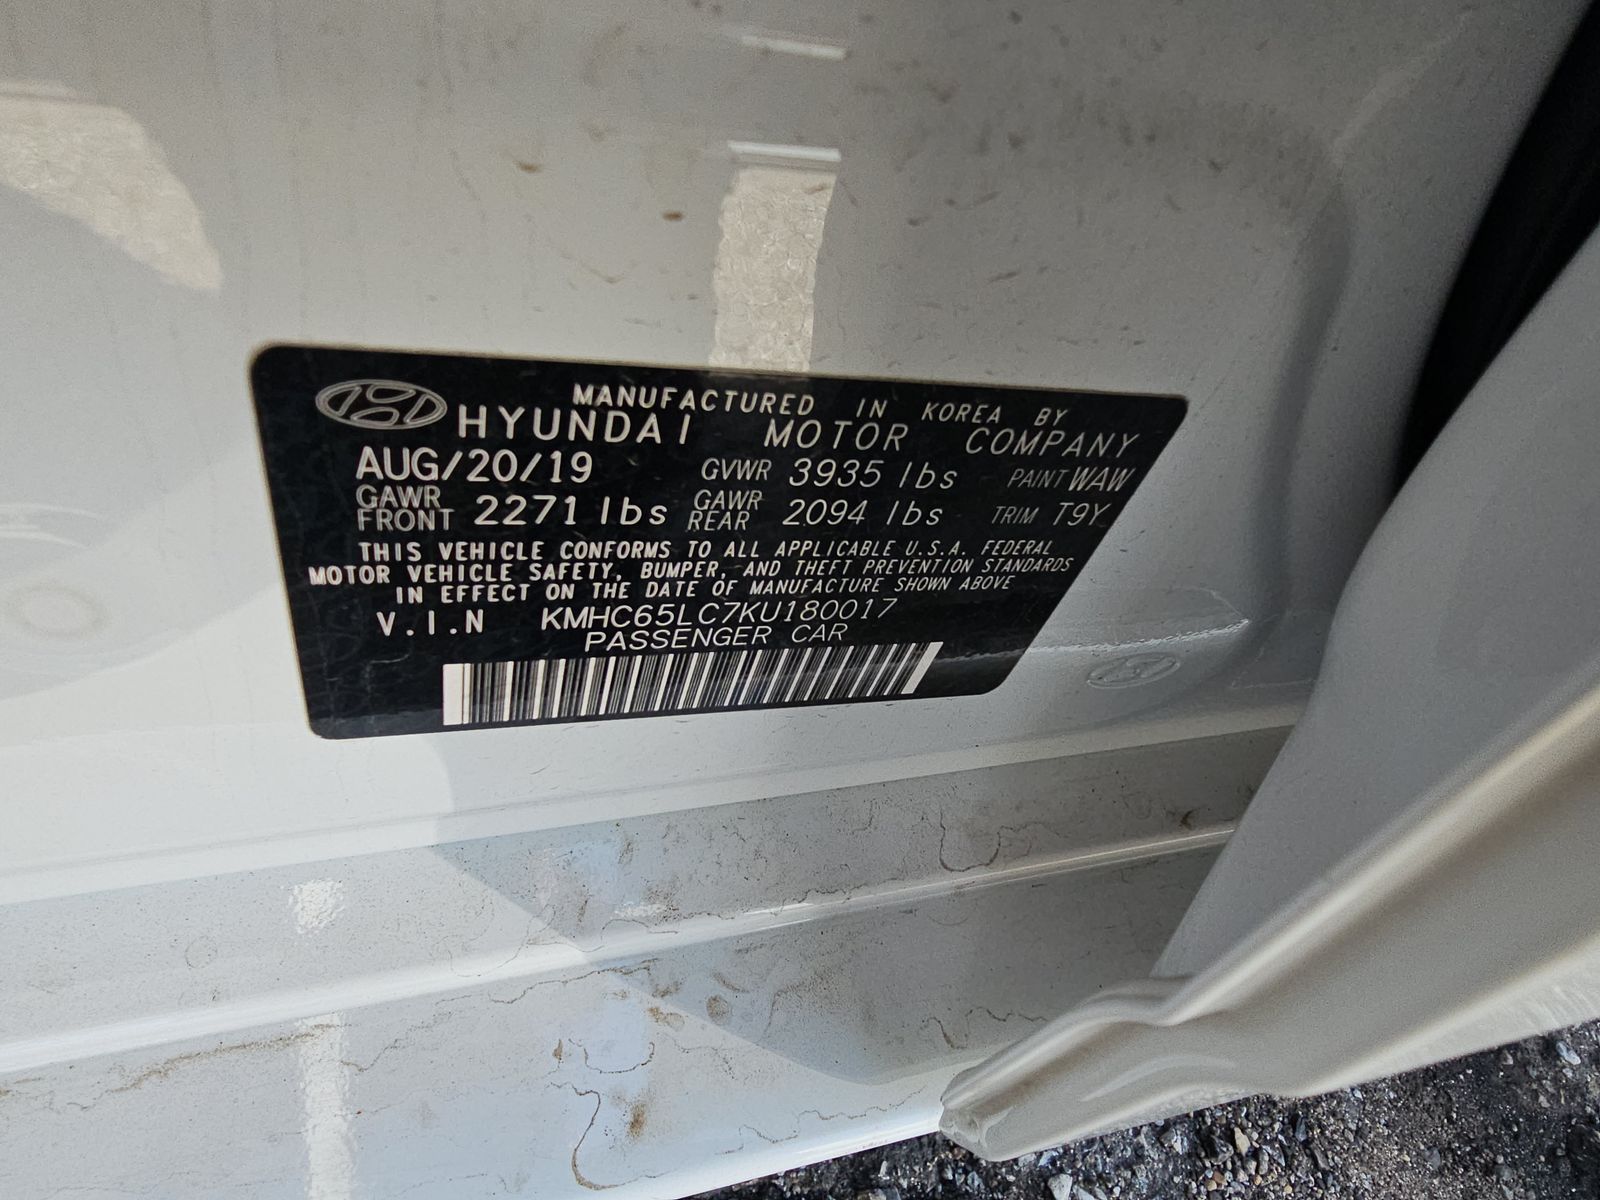 MANUFACTURED IN KOREA BY
HYUNDAI MOTOR COMPANY
AUG/20/19 GVWR 3935 lbs PAINT WAW
GAWR FRONT 2271 lbs GAWR REAR 2094 lbs TRIM T9Y
THIS VEHICLE CONFORMS TO ALL APPLICABLE U.S.A. FEDERAL
MOTOR VEHICLE SAFETY, BUMPER, AND THEFT PREVENTION STANDARDS
IN EFFECT ON THE DATE OF MANUFACTURE SHOWN ABOVE
V.I.N KMHC65LC7KU180017
PASSENGER CAR